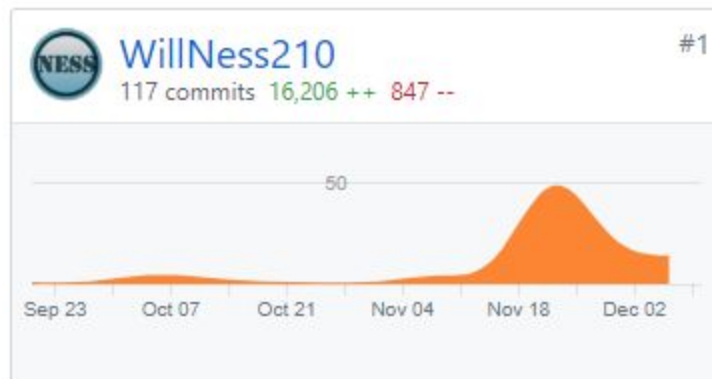 NESS
WillNess210
#1
117 commits 16,206 ++ 847 --
50
Sep 23 Oct 07 Oct 21 Nov 04 Nov 18 Dec 02